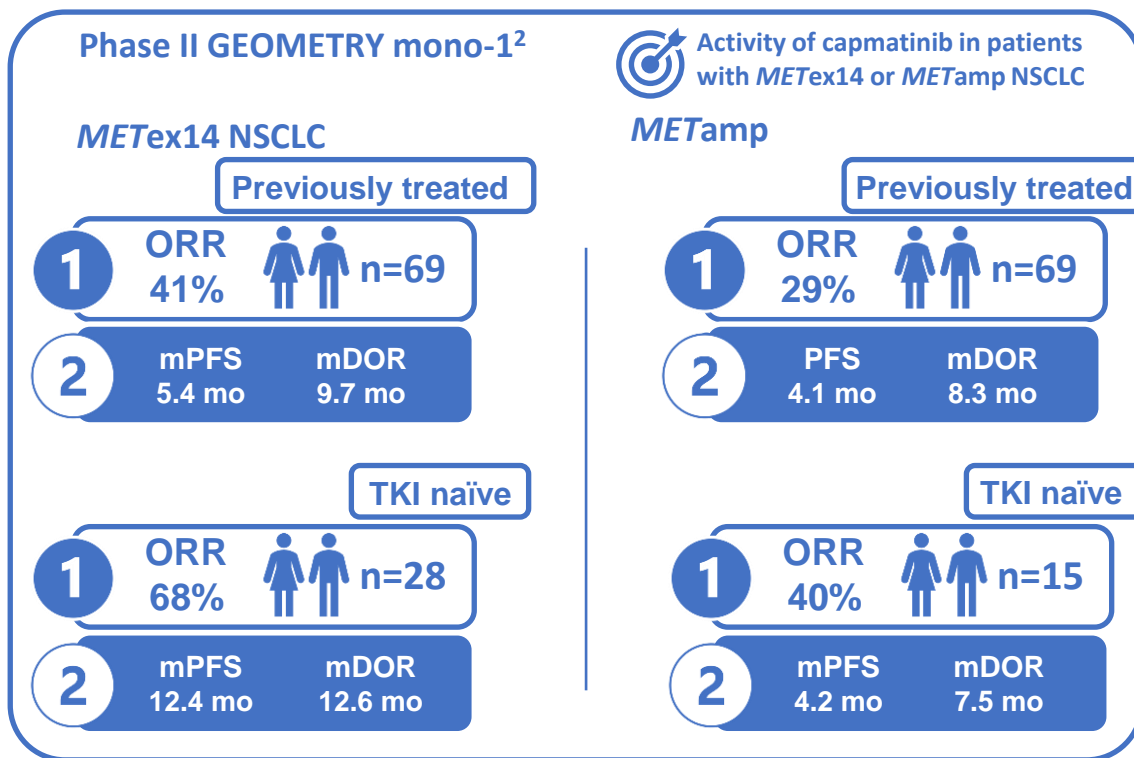 Phase II GEOMETRY mono-1²
Activity of capmatinib in patients
with METex14 or METamp NSCLC
METex14 NSCLC
Previously treated
1
ORR
41%
n=69
2
mPFS
5.4 mo
mDOR
9.7 mo
TKI naïve
1
ORR
68%
n=28
2
mPFS
12.4 mo
mDOR
12.6 mo
METamp
Previously treated
1
ORR
29%
n=69
2
PFS
4.1 mo
mDOR
8.3 mo
TKI naïve
1
ORR
40%
n=15
2
mPFS
4.2 mo
mDOR
7.5 mo